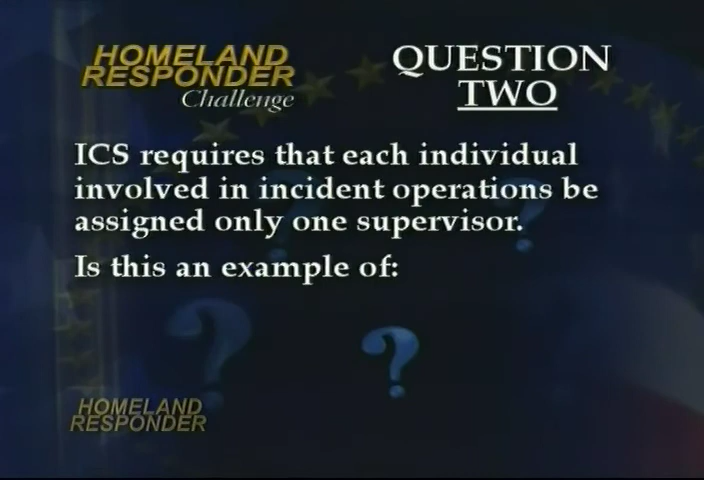 HOMELAND
RESPONDER
Challenge
QUESTION
TWO
ICS requires that each individual
involved in incident operations be
assigned only one supervisor.
Is this an example of:
HOMELAND
RESPONDER